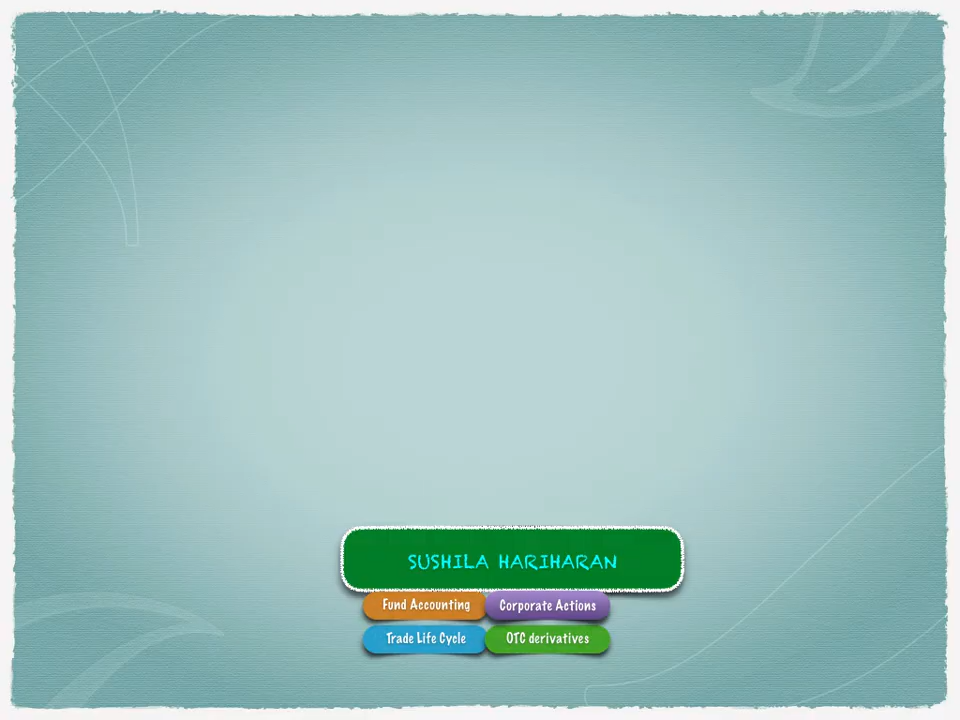 SUSHILA HARIHARAN
Fund Accounting Corporate Actions
Trade Life Cycle OTC derivatives